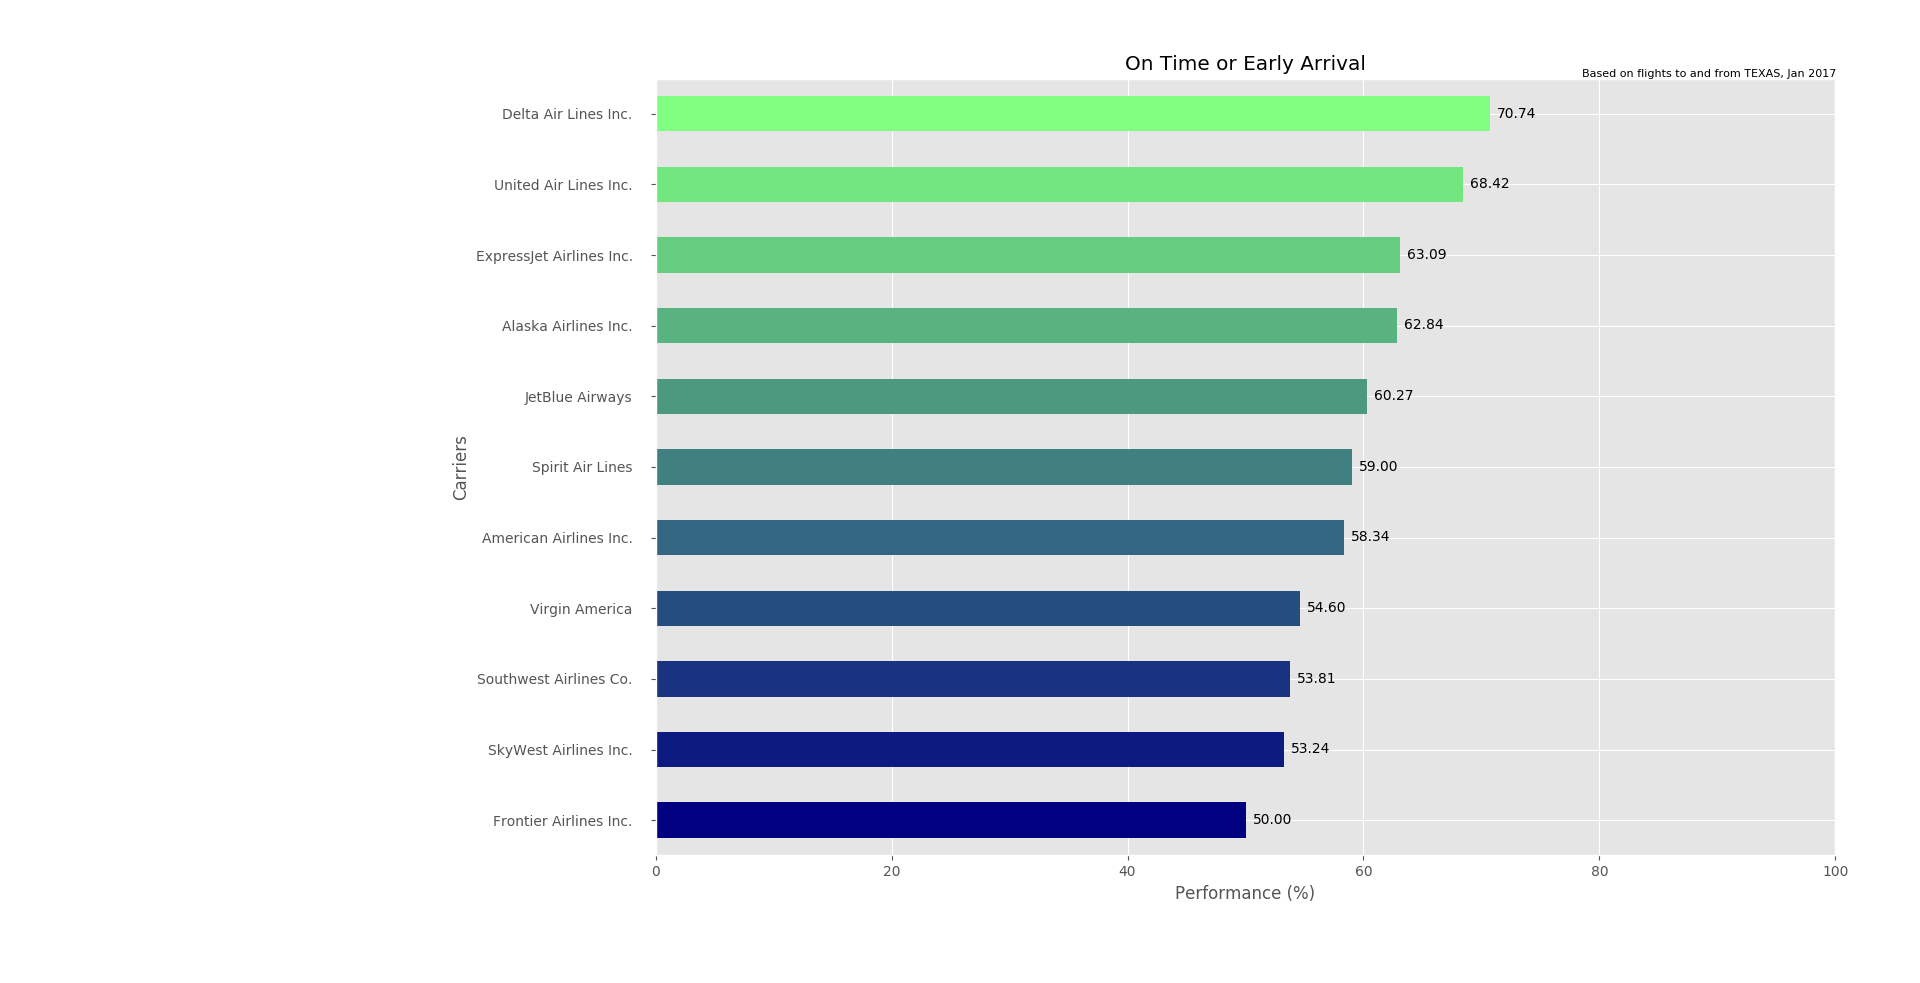 On Time or Early Arrival
Based on flights to and from TEXAS, Jan 2017
Delta Air Lines Inc. 70.74
United Air Lines Inc. 68.42
ExpressJet Airlines Inc. 63.09
Alaska Airlines Inc. 62.84
JetBlue Airways 60.27
Spirit Air Lines 59.00
American Airlines Inc. 58.34
Virgin America 54.60
Southwest Airlines Co. 53.81
SkyWest Airlines Inc. 53.24
Frontier Airlines Inc. 50.00
Carriers
0 20 40 60 80 100
Performance (%)